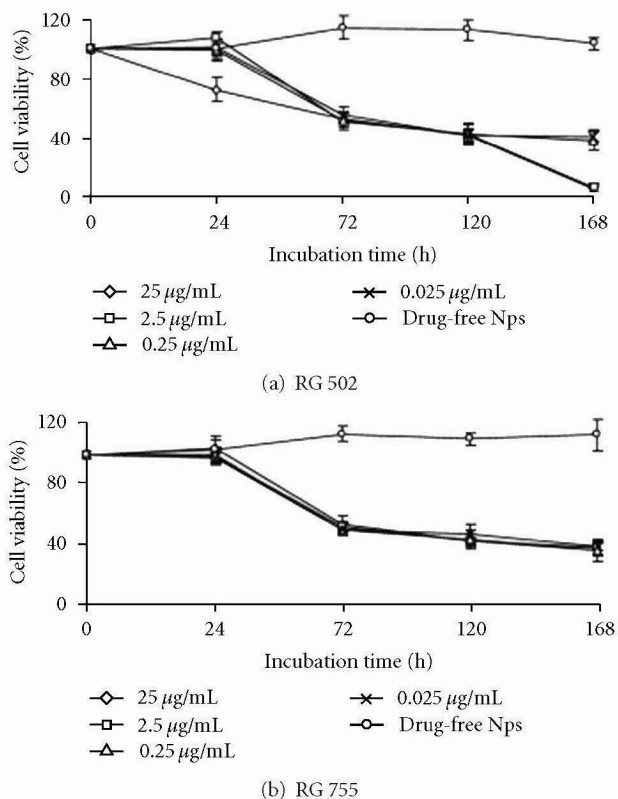 120
80
40
0
Cell viability (%)
0 24 72 120 168
Incubation time (h)
25 μg/mL
2.5 μg/mL
0.25 μg/mL
0.025 μg/mL
Drug-free Nps
(a) RG 502
120
80
40
0
Cell viability (%)
0 24 72 120 168
Incubation time (h)
25 μg/mL
2.5 μg/mL
0.25 μg/mL
0.025 μg/mL
Drug-free Nps
(b) RG 755